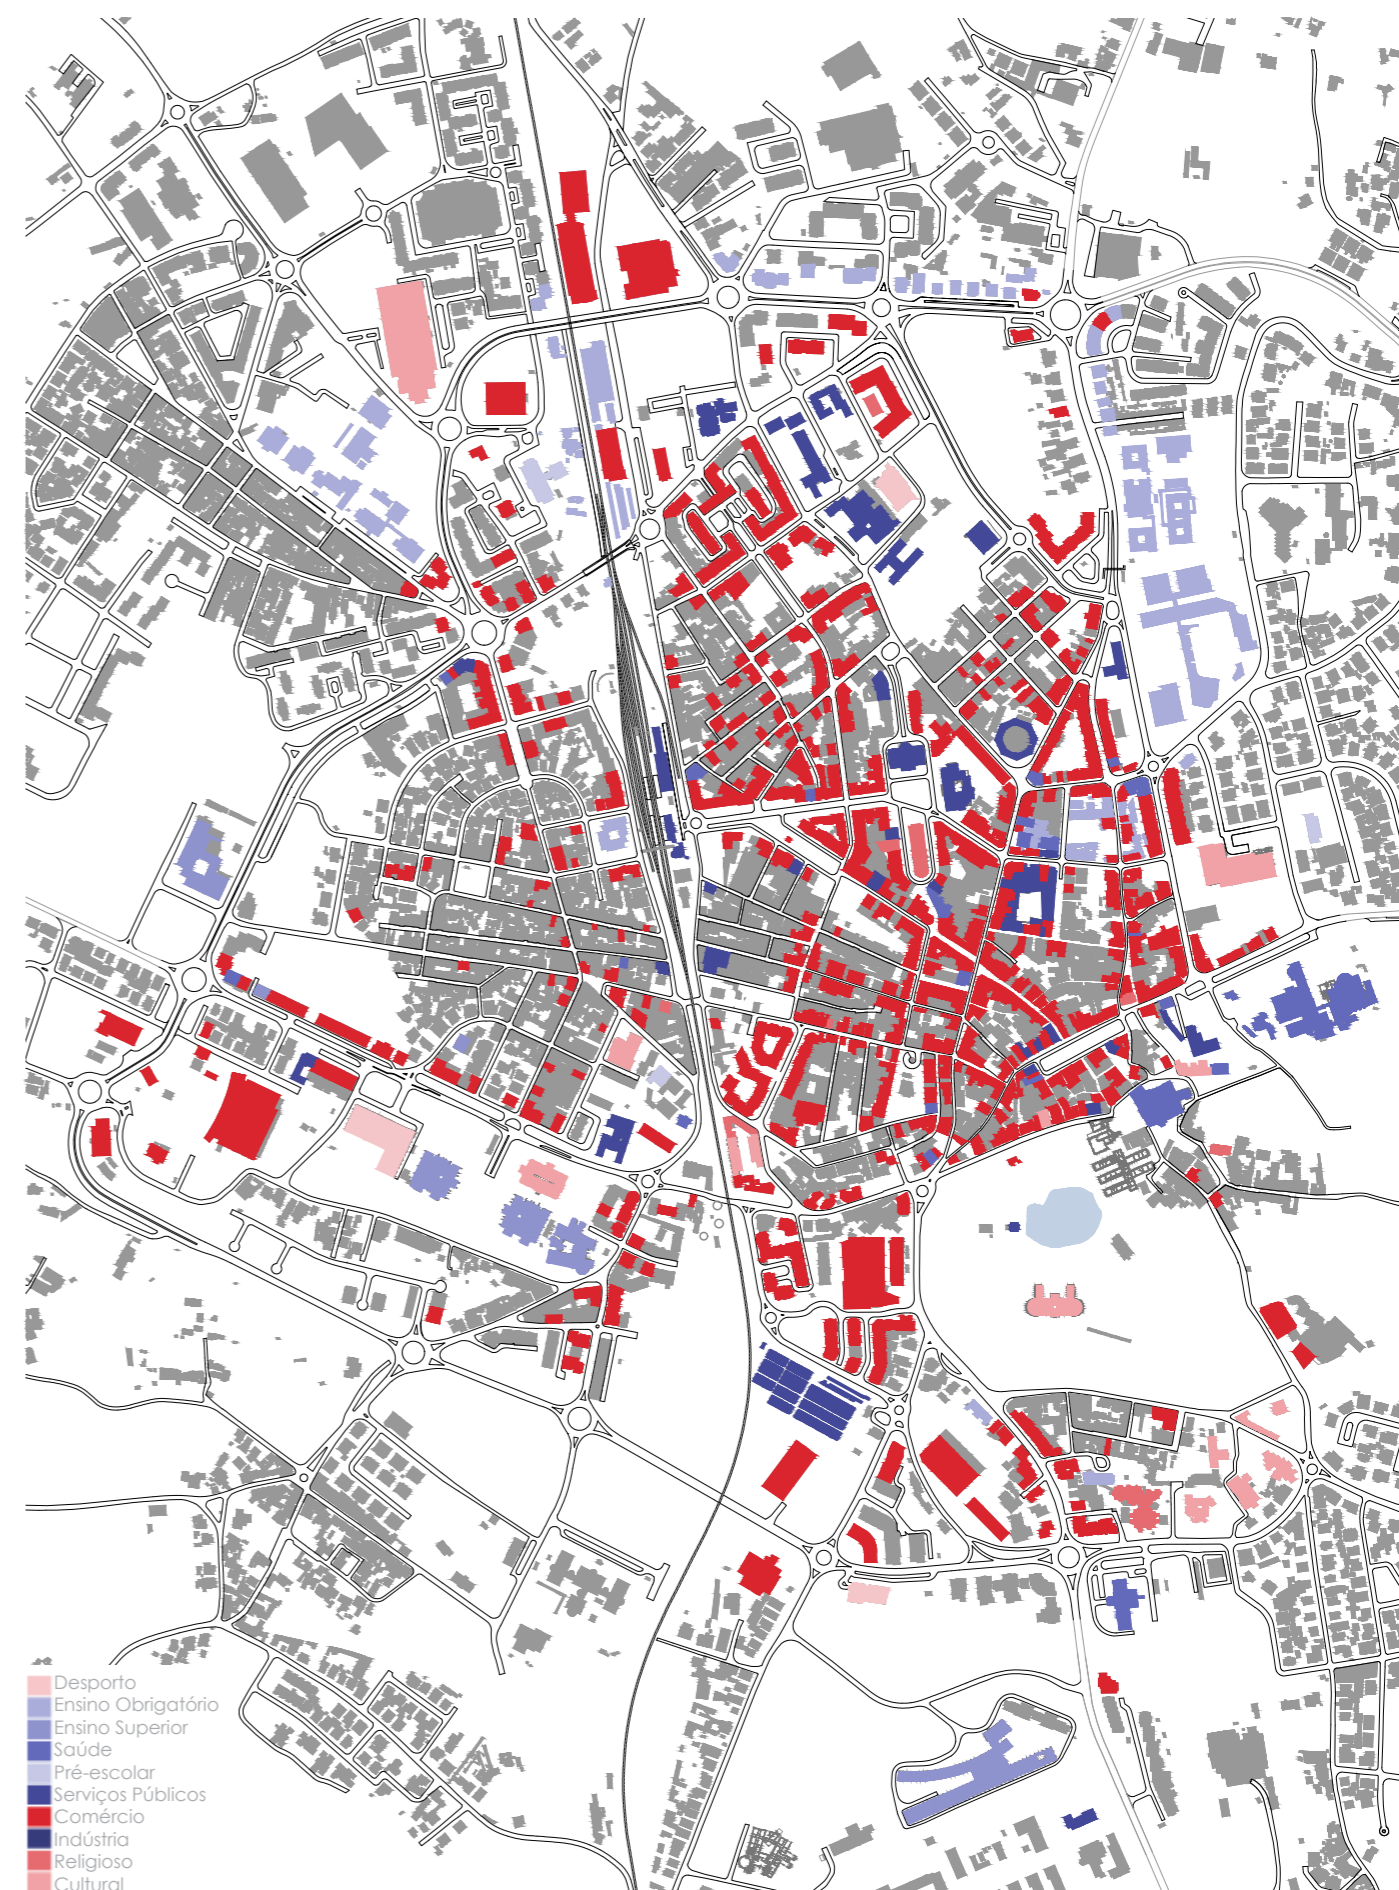 Desporto
Ensino Obrigatório
Ensino Superior
Saúde
Pré-escolar
Serviços Públicos
Comércio
Indústria
Religioso
Cultural